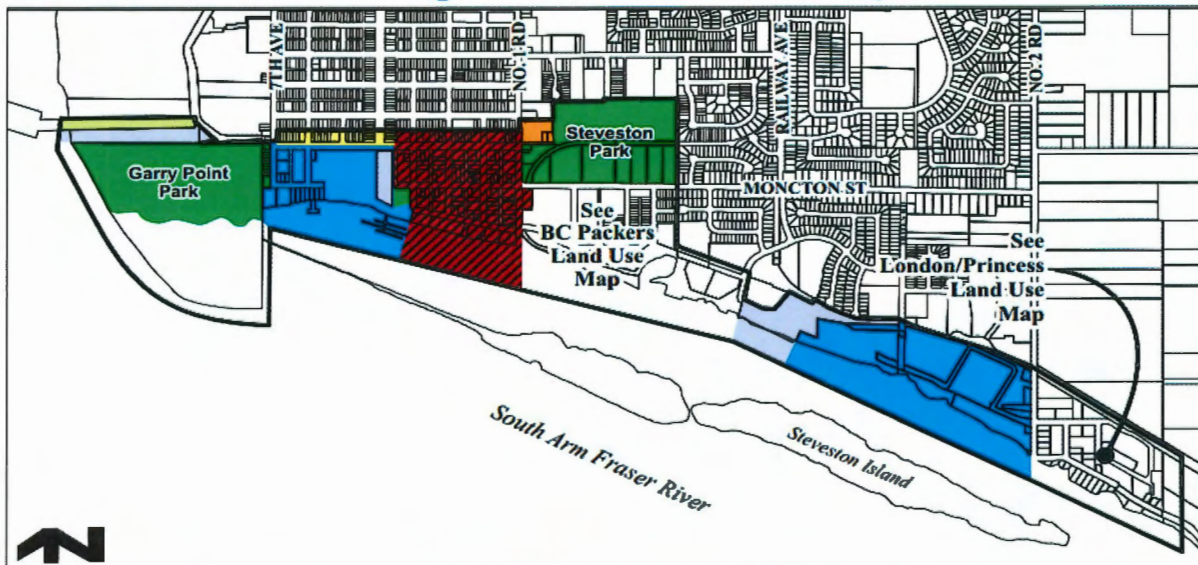 7TH AVE
NO. 1 RD
RAILWAY AVE
NO. 2 RD
Steveston
Park
Garry Point
Park
MONCTON ST
See
BC Packers
Land Use
Map
See
London/Princess
Land Use
Map
South Arm Fraser River
Steveston Island
N